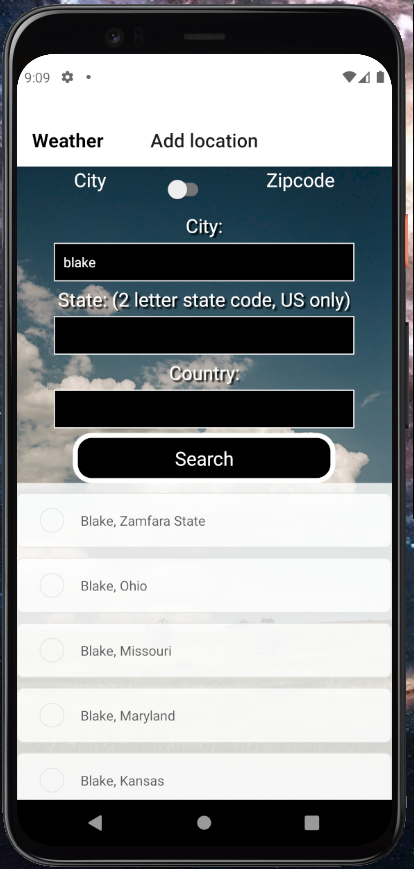 9:09
Weather Add location
City Zipcode
City:
blake
State: (2 letter state code, US only)
Country:
Search
Blake, Zamfara State
Blake, Ohio
Blake, Missouri
Blake, Maryland
Blake, Kansas